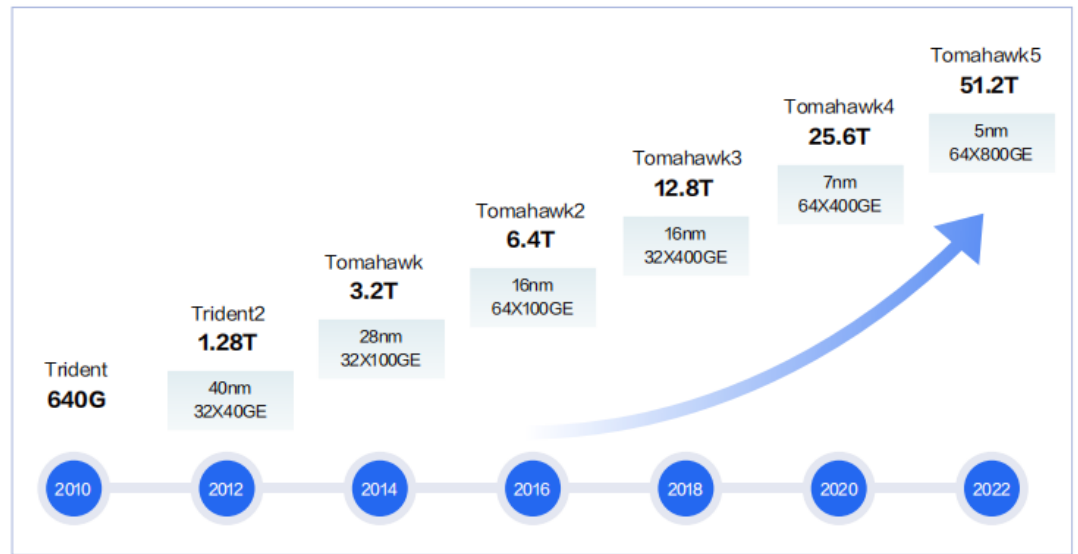 Trident
640G
Trident2
1.28T
40nm
32X40GE
Tomahawk
3.2T
28nm
32X100GE
Tomahawk2
6.4T
16nm
64X100GE
Tomahawk3
12.8T
16nm
32X400GE
Tomahawk4
25.6T
7nm
64X400GE
Tomahawk5
51.2T
5nm
64X800GE
2010
2012
2014
2016
2018
2020
2022